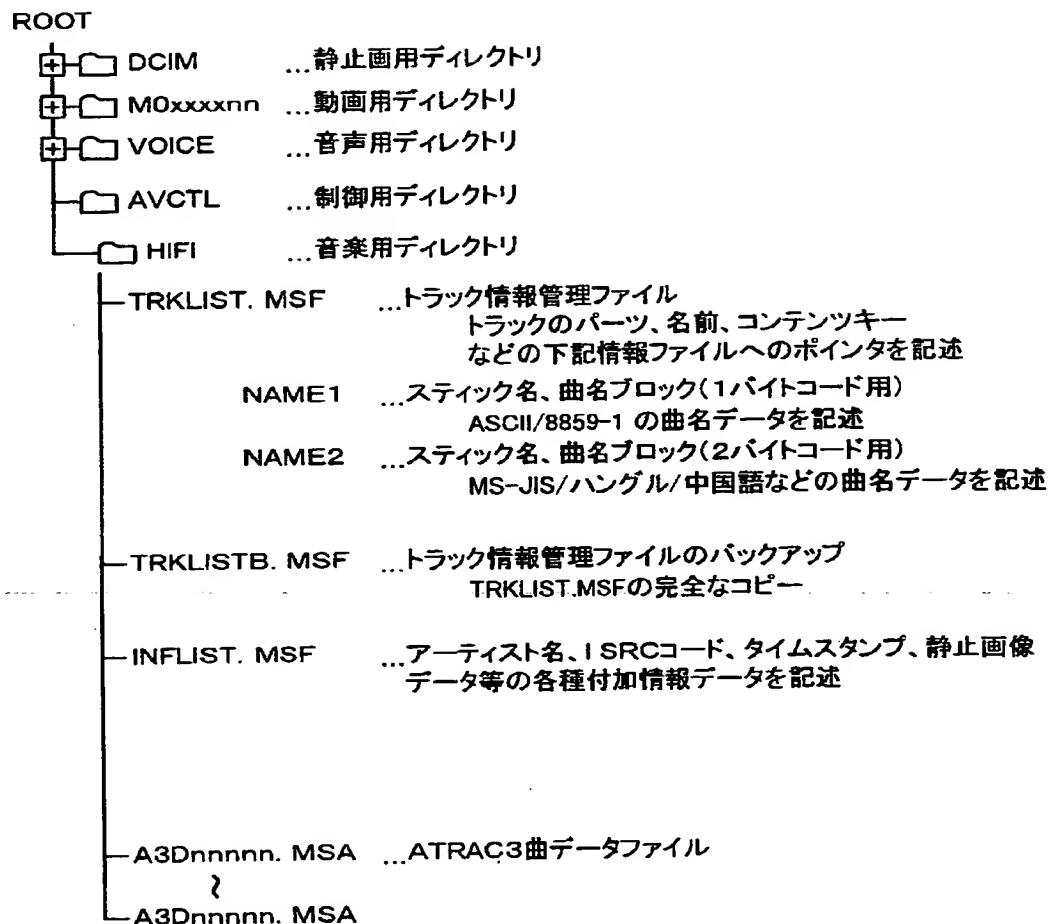 ROOT
DCIM ...静止画用ディレクトリ
M0xxxxnn ...動画用ディレクトリ
VOICE ...音声用ディレクトリ
AVCTL ...制御用ディレクトリ
HIFI ...音楽用ディレクトリ
TRKLIST. MSF ...トラック情報管理ファイル
トラックのパーツ、名前、コンテンツキー
などの下記情報ファイルへのポインタを記述
NAME1 ...スティック名、曲名ブロック(1バイトコード用)
ASCII/8859-1 の曲名データを記述
NAME2 ...スティック名、曲名ブロック(2バイトコード用)
MS-JIS/ハングル/中国語などの曲名データを記述
TRKLISTB. MSF ...トラック情報管理ファイルのバックアップ
TRKLIST.MSFの完全なコピー
INFLIST. MSF ...アーティスト名、ISRCコード、タイムスタンプ、静止画像
データ等の各種付加情報データを記述
A3Dnnnnn. MSA ...ATRAC3曲データファイル
~
A3Dnnnnn. MSA